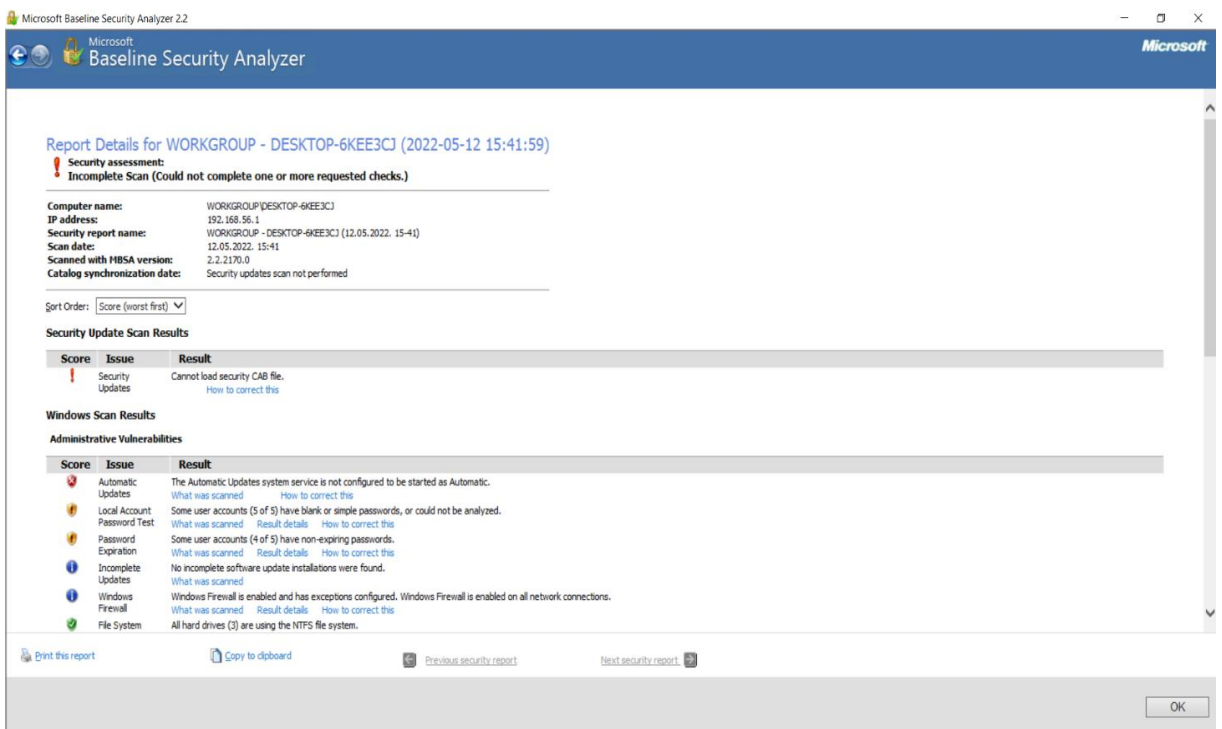 Microsoft Baseline Security Analyzer 2.2
Microsoft
Baseline Security Analyzer
Microsoft
Report Details for WORKGROUP - DESKTOP-6KEE3CJ (2022-05-12 15:41:59)
Security assessment:
Incomplete Scan (Could not complete one or more requested checks.)
Computer name: WORKGROUP\DESKTOP-6KEE3CJ
IP address: 192.168.56.1
Security report name: WORKGROUP - DESKTOP-6KEE3CJ (12.05.2022. 15-41)
Scan date: 12.05.2022. 15:41
Scanned with MBSA version: 2.2.2170.0
Catalog synchronization date: Security updates scan not performed
Sort Order: Score (worst first)
Security Update Scan Results
Score Issue Result
Security Cannot load security CAB file.
Updates How to correct this
Windows Scan Results
Administrative Vulnerabilities
Score Issue Result
Automatic The Automatic Updates system service is not configured to be started as Automatic.
Updates What was scanned How to correct this
Local Account Some user accounts (5 of 5) have blank or simple passwords, or could not be analyzed.
Password Test What was scanned Result details How to correct this
Password Some user accounts (4 of 5) have non-expiring passwords.
Expiration What was scanned Result details How to correct this
Incomplete No incomplete software update installations were found.
Updates What was scanned
Windows Windows Firewall is enabled and has exceptions configured. Windows Firewall is enabled on all network connections.
Firewall What was scanned Result details How to correct this
File System All hard drives (3) are using the NTFS file system.
Print this report Copy to clipboard Previous security report Next security report
OK